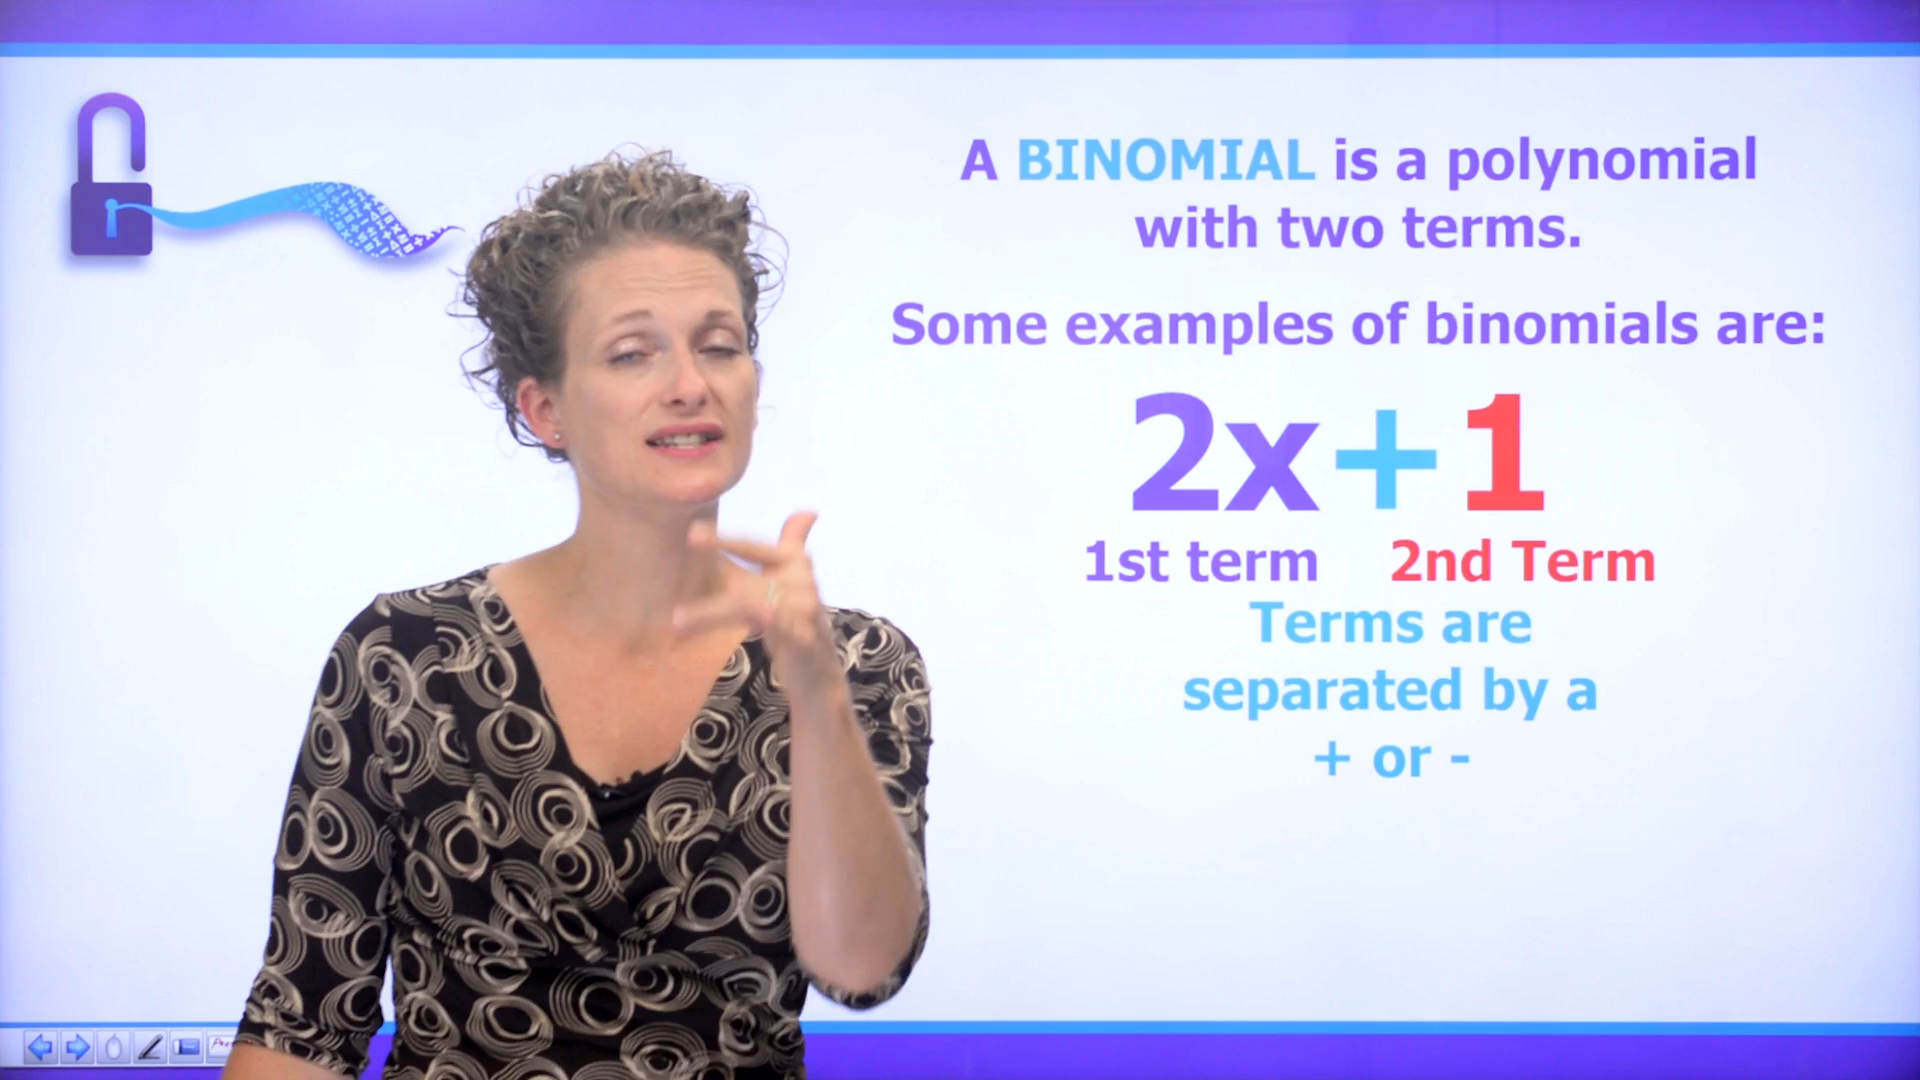 A BINOMIAL is a polynomial
with two terms.
Some examples of binomials are:
2x+1
1st term 2nd Term
Terms are
separated by a
+ or -